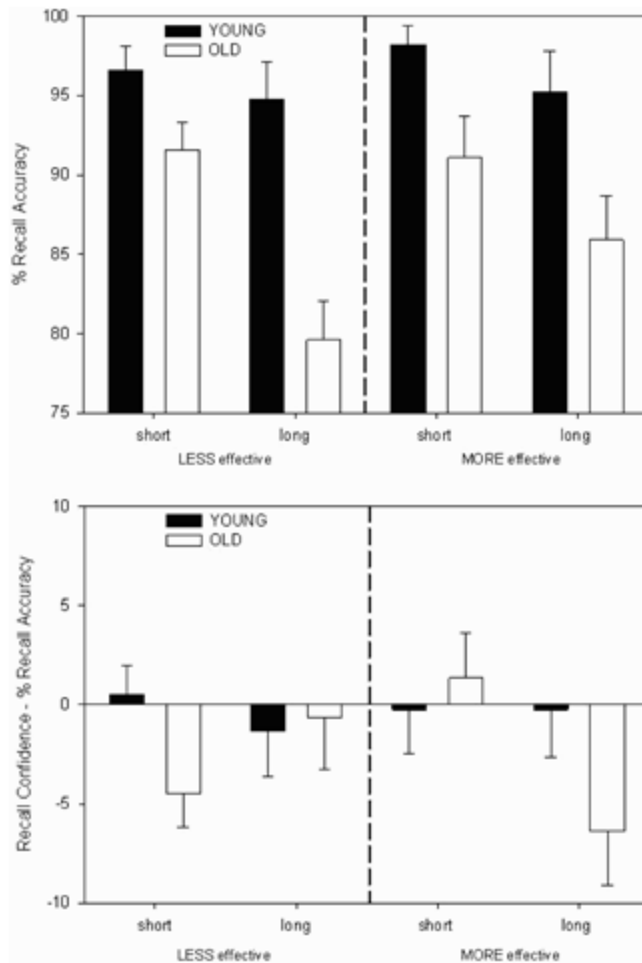 100
95
90
85
80
75
% Recall Accuracy
YOUNG
OLD
short long short long
LESS effective MORE effective
10
5
0
-5
-10
Recall Confidence - % Recall Accuracy
YOUNG
OLD
short long short long
LESS effective MORE effective